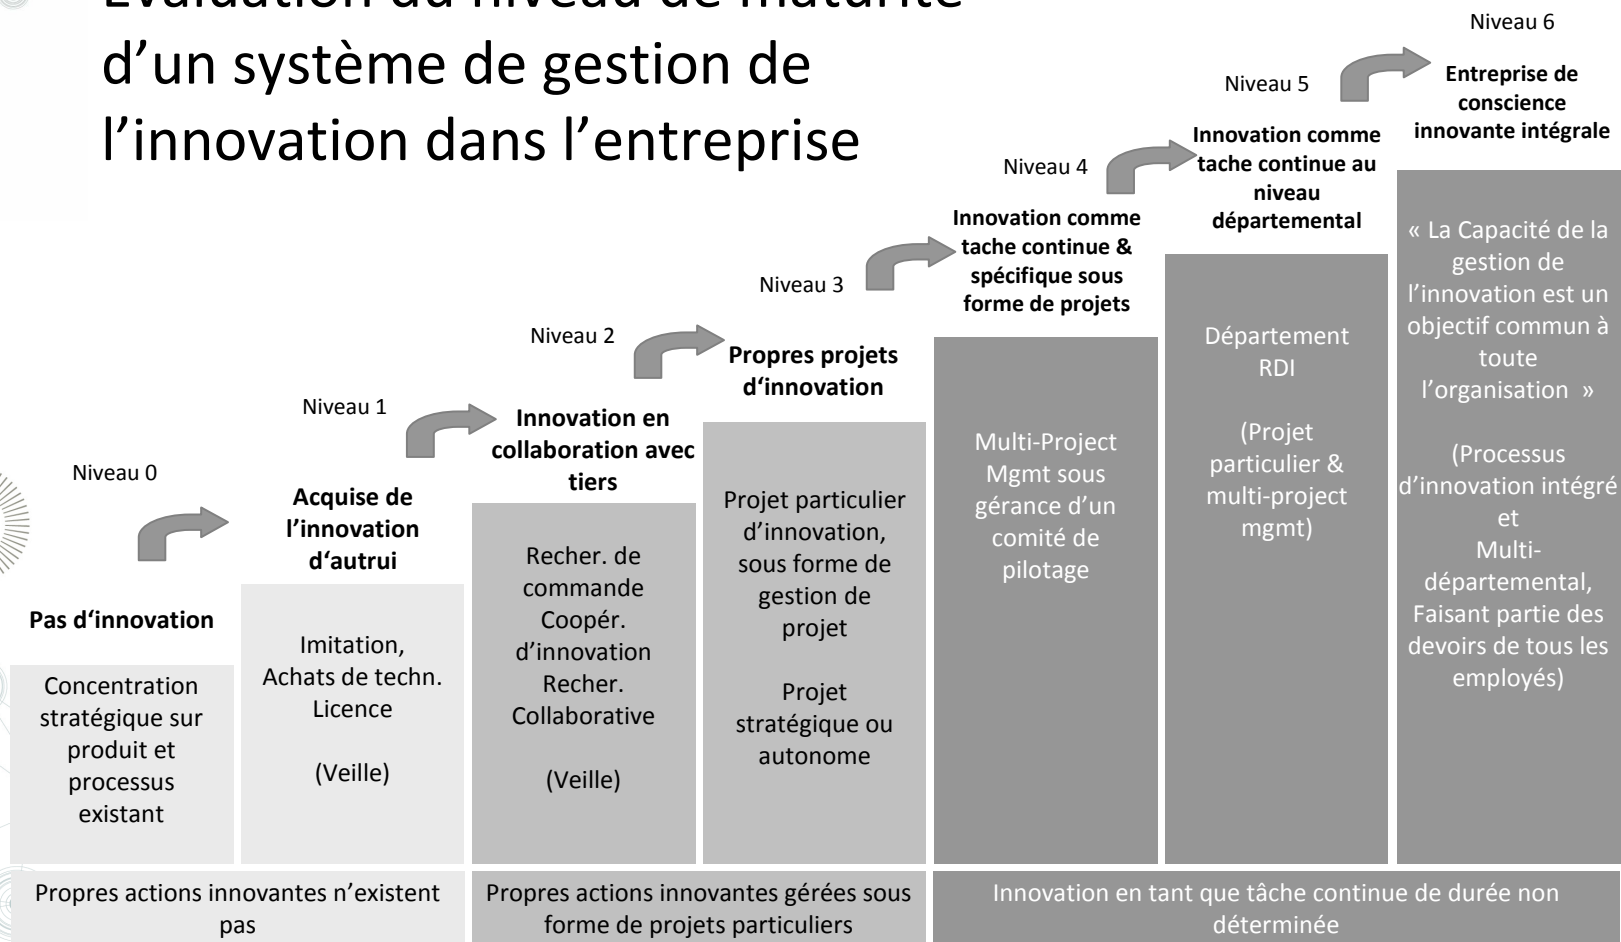 Évaluation du niveau de maturité
d’un système de gestion de
l’innovation dans l’entreprise
Niveau 0
Pas d‘innovation
Concentration
stratégique sur
produit et
processus
existant
Niveau 1
Acquise de
l’innovation
d‘autrui
Imitation,
Achats de techn.
Licence
(Veille)
Niveau 2
Innovation en
collaboration avec
tiers
Recher. de
commande
Coopér.
d’innovation
Recher.
Collaborative
(Veille)
Niveau 3
Propres projets
d‘innovation
Projet particulier
d’innovation,
sous forme de
gestion de
projet
Projet
stratégique ou
autonome
Niveau 4
Innovation comme
tache continue &
spécifique sous
forme de projets
Multi-Project
Mgmt sous
gérance d’un
comité de
pilotage
Niveau 5
Innovation comme
tache continue au
niveau
départemental
Département
RDI
(Projet
particulier &
multi-project
mgmt)
Niveau 6
Entreprise de
conscience
innovante intégrale
« La Capacité de la
gestion de
l’innovation est un
objectif commun à
toute
l’organisation »
(Processus
d’innovation intégré
et
Multi-
départemental,
Faisant partie des
devoirs de tous les
employés)
Propres actions innovantes n’existent
pas
Propres actions innovantes gérées sous
forme de projets particuliers
Innovation en tant que tâche continue de durée non
déterminée